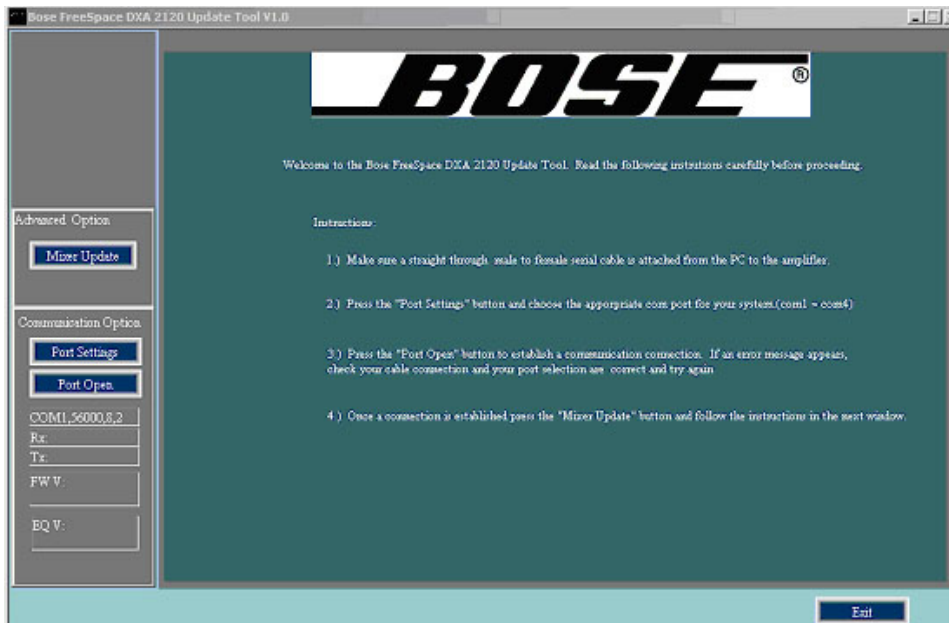 Bose FreeSpace DXA 2120 Update Tool V1.0
BOSE®
Welcome to the Bose FreeSpace DXA 2120 Update Tool. Read the following instrutions carefully before proceeding.
Instructions:
1.) Make sure a straight through male to female serial cable is attached from the PC to the amplifier.
2.) Press the "Port Settings" button and choose the apporpriate com port for your system.(com1 ~ com4)
3.) Press the "Port Open" button to establish a communication connection. If an error message appears,
check your cable connection and your port selection are correct and try again
4.) Once a connection is established press the "Mixer Update" button and follow the instructions in the next window.
Advanced Option
Mixer Update
Communication Option
Port Settings
Port Open
COM1,56000,8,2
Rx:
Tx:
FW V:
EQ V:
Exit